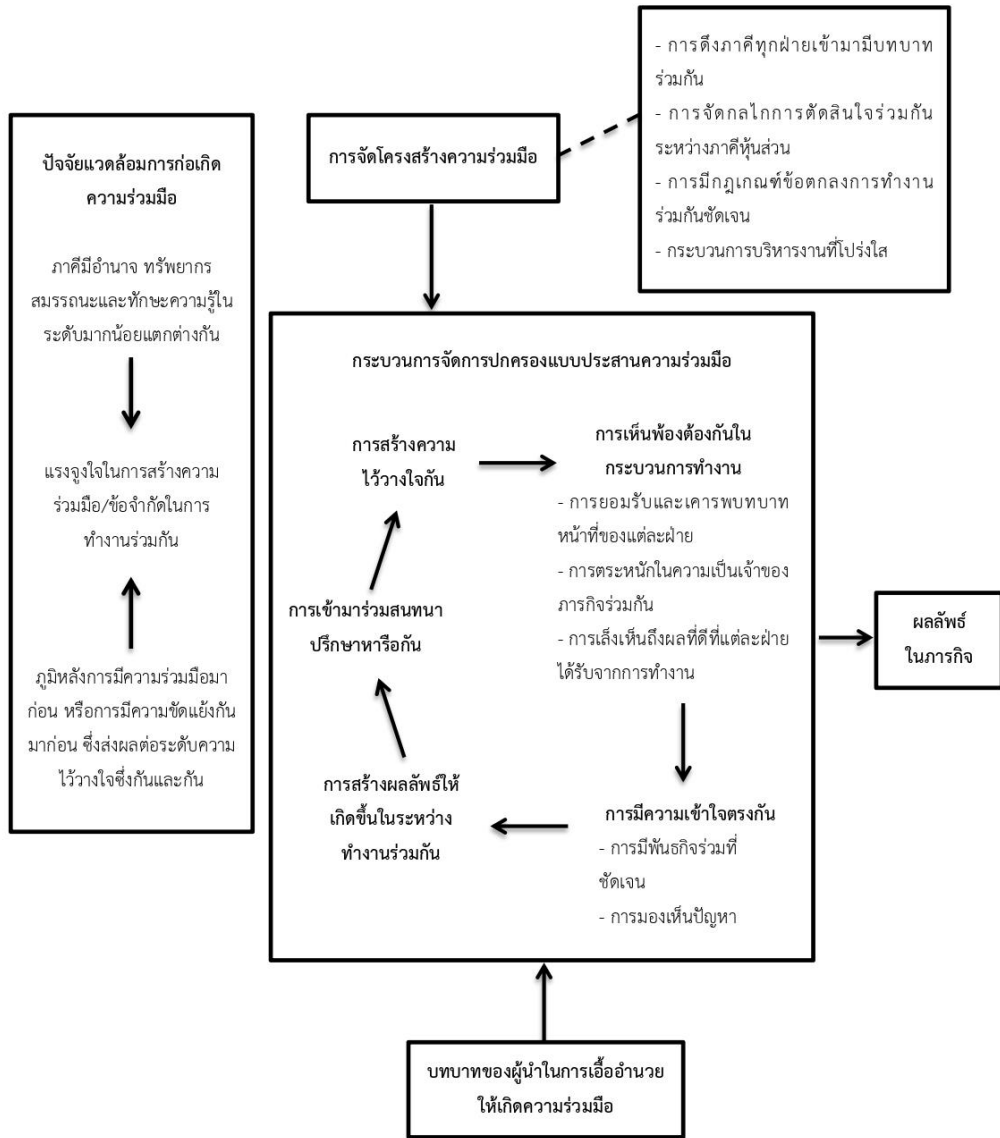 - การดึงภาคีทุกฝ่ายเข้ามามีบทบาท
ร่วมกัน
- การจัดกลไกการตัดสินใจร่วมกัน
ระหว่างภาคีหุ้นส่วน
- การมีกฎเกณฑ์ข้อตกลงการทำงาน
ร่วมกันชัดเจน
- กระบวนการบริหารงานที่โปร่งใส
การจัดโครงสร้างความร่วมมือ
ปัจจัยแวดล้อมการก่อเกิด
ความร่วมมือ
ภาคีมีอำนาจ ทรัพยากร
สมรรถนะและทักษะความรู้ใน
ระดับมากน้อยแตกต่างกัน
แรงจูงใจในการสร้างความ
ร่วมมือ/ข้อจำกัดในการ
ทำงานร่วมกัน
ภูมิหลังการมีความร่วมมือมา
ก่อน หรือการมีความขัดแย้งกัน
มาก่อน ซึ่งส่งผลต่อระดับความ
ไว้วางใจซึ่งกันและกัน
กระบวนการจัดการปกครองแบบประสานความร่วมมือ
การสร้างความ
ไว้วางใจกัน
การเห็นพ้องต้องกันใน
กระบวนการทำงาน
- การยอมรับและเคารพบทบาท
หน้าที่ของแต่ละฝ่าย
- การตระหนักในความเป็นเจ้าของ
ภารกิจร่วมกัน
- การเล็งเห็นถึงผลที่ดีที่แต่ละฝ่าย
ได้รับจากการทำงาน
การเข้ามาร่วมสนทนา
ปรึกษาหารือกัน
การสร้างผลลัพธ์ให้
เกิดขึ้นในระหว่าง
ทำงานร่วมกัน
การมีความเข้าใจตรงกัน
- การมีพันธกิจร่วมที่
ชัดเจน
- การมองเห็นปัญหา
ผลลัพธ์
ในภารกิจ
บทบาทของผู้นำในการเอื้ออำนวย
ให้เกิดความร่วมมือ